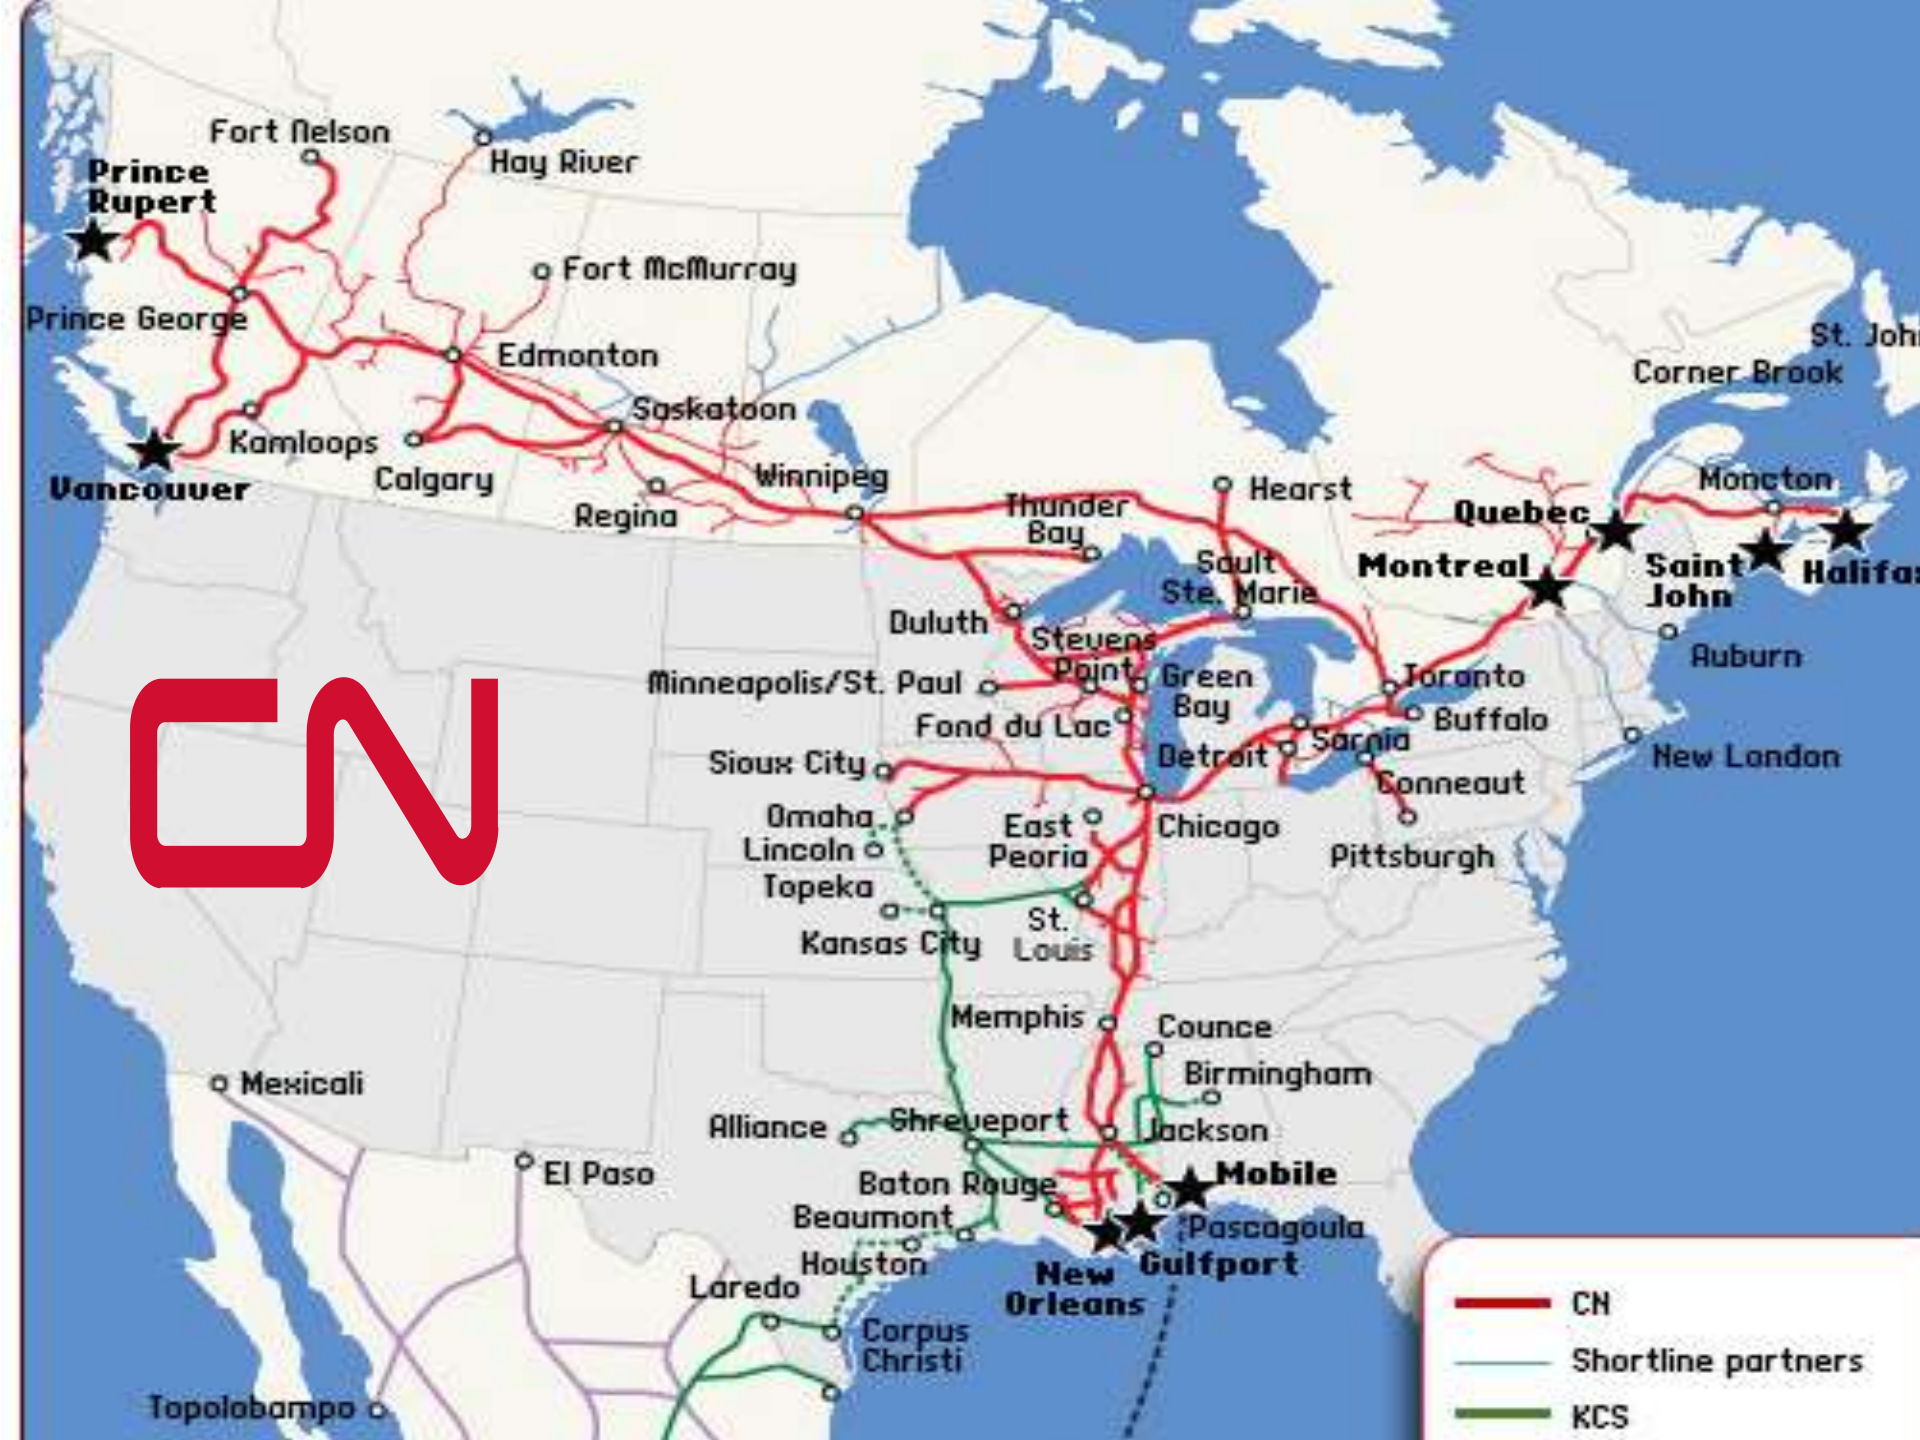 Fort Nelson
Hay River
Prince
Rupert
Fort McMurray
Prince George
St. Joh
Edmonton
Corner Brook
Saskatoon
Kamloops
Winnipeg
Calgary
Moncton
Vancouver
Hearst
Thunder
Bay
Quebec
Regina
Sault
Ste. Marie
Montreal
Saint
John
Halifa
Duluth
Stevens
Point
Auburn
Minneapolis/St. Paul
Green
Bay
Toronto
Fond du Lac
Buffalo
CN
Sioux City
Detroit
Sarnia
New London
Conneaut
Omaha
East
Peoria
Chicago
Lincoln
Pittsburgh
Topeka
St.
Louis
Kansas City
Memphis
Counce
Mexicali
Birmingham
Alliance
Shreveport
Jackson
El Paso
Mobile
Baton Rouge
Beaumont
Pascagoula
Houston
Gulfport
New
Orleans
Laredo
Corpus
Christi
Topolobampo
CN
Shortline partners
KCS